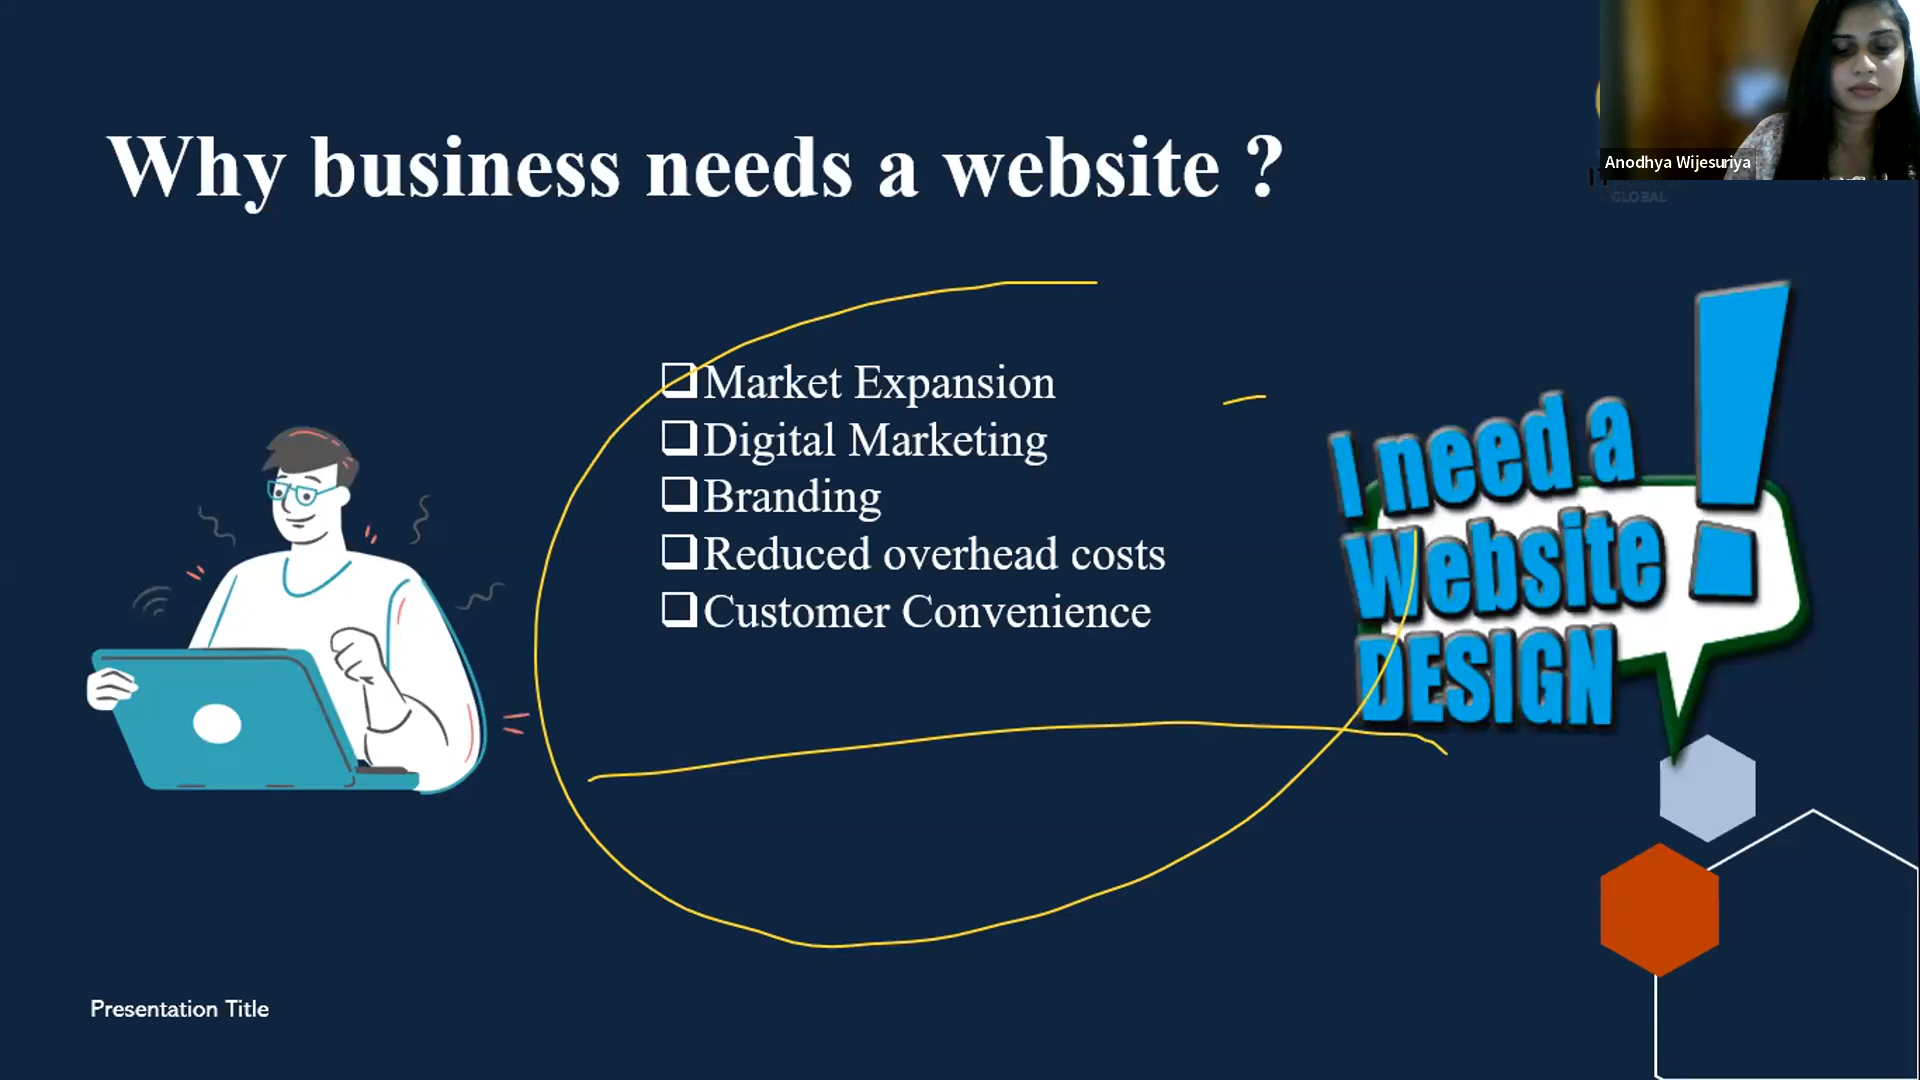 Why business needs a website ?
Anodhya Wijesuriya
GLOBAL
Market Expansion
Digital Marketing
Branding
Reduced overhead costs
Customer Convenience
I need a
Website
DESIGN
!
Presentation Title